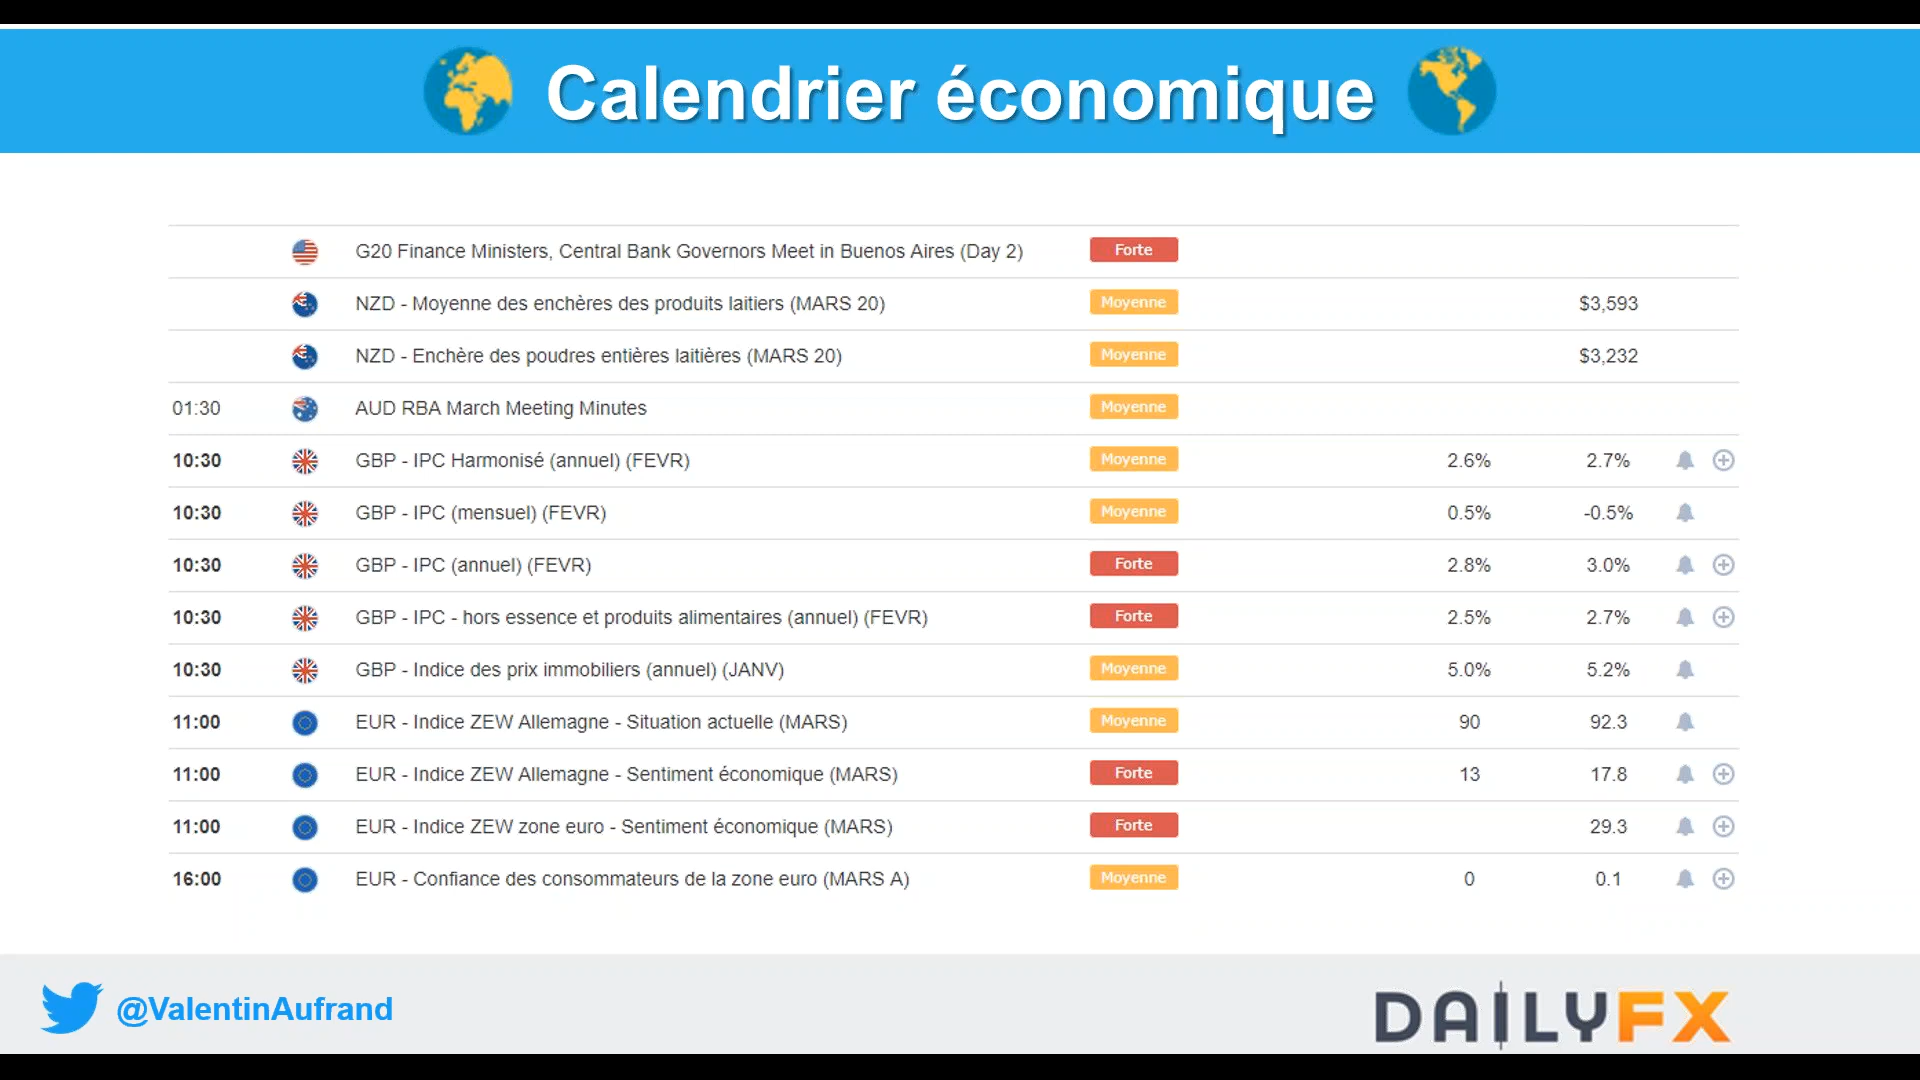 Calendrier économique
G20 Finance Ministers, Central Bank Governors Meet in Buenos Aires (Day 2) Forte
NZD - Moyenne des enchères des produits laitiers (MARS 20) Moyenne $3,593
NZD - Enchère des poudres entières laitières (MARS 20) Moyenne $3,232
01:30 AUD RBA March Meeting Minutes Moyenne
10:30 GBP - IPC Harmonisé (annuel) (FEVR) Moyenne 2.6% 2.7%
10:30 GBP - IPC (mensuel) (FEVR) Moyenne 0.5% -0.5%
10:30 GBP - IPC (annuel) (FEVR) Forte 2.8% 3.0%
10:30 GBP - IPC - hors essence et produits alimentaires (annuel) (FEVR) Forte 2.5% 2.7%
10:30 GBP - Indice des prix immobiliers (annuel) (JANV) Moyenne 5.0% 5.2%
11:00 EUR - Indice ZEW Allemagne - Situation actuelle (MARS) Moyenne 90 92.3
11:00 EUR - Indice ZEW Allemagne - Sentiment économique (MARS) Forte 13 17.8
11:00 EUR - Indice ZEW zone euro - Sentiment économique (MARS) Forte 29.3
16:00 EUR - Confiance des consommateurs de la zone euro (MARS A) Moyenne 0 0.1
@ValentinAufrand
DAILYFX